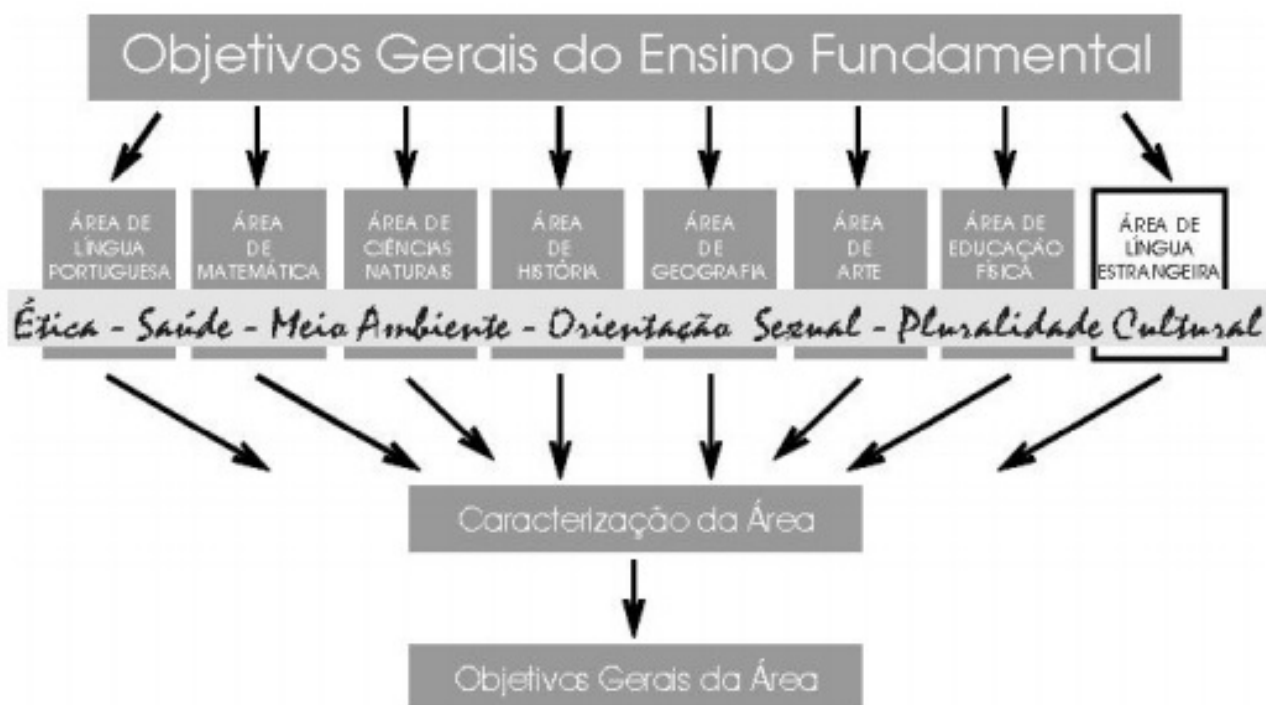 Objetivos Gerais do Ensino Fundamental
ÁREA DE
LÍNGUA
PORTUGUESA
ÁREA
DE
MATEMÁTICA
ÁREA DE
CIÊNCIAS
NATURAIS
ÁREA
DE
HISTÓRIA
ÁREA
DE
GEOGRAFIA
ÁREA
DE
ARTE
ÁREA DE
EDUCAÇÃO
FÍSICA
ÁREA DE
LÍNGUA
ESTRANGEIRA
Ética - Saúde - Meio Ambiente - Orientação Sexual - Pluralidade Cultural
Caracterização da Área
Objetivos Gerais da Área